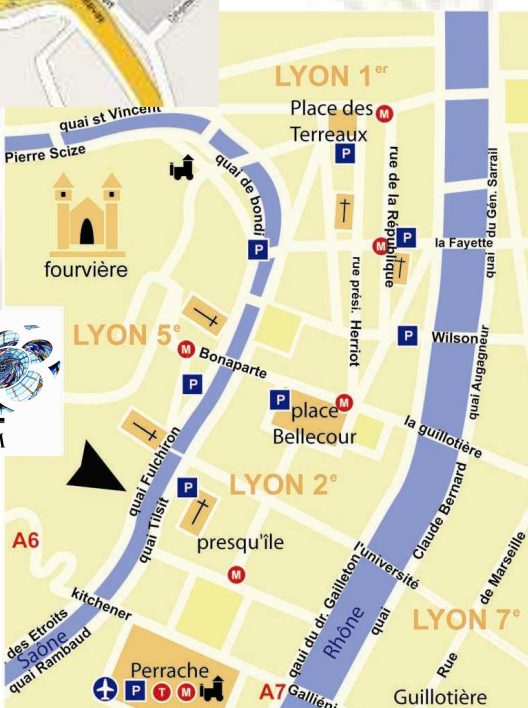 LYON 1er
Place des
Terreaux
M
P
quai st Vincent
Pierre Scize
quai de bondi
rue de la République
quai du Gén. Sarrail
P
M
P
la Fayette
fourvière
rue prési. Herriot
LYON 5e
M
Bonaparte
P
Wilson
quai Augagneur
P
P
place
Bellecour
M
la guillotière
quai Fulchiron
P
LYON 2e
quai Tilsit
Claude Bernard
A6
presqu'île
M
l'université
de Marseille
kitchener
qaui du dr. Gailleton
quai
LYON 7e
des Etroits
Saône
quai Rambaud
Rhône
Rue
Perrache
P
T
M
A7
Galliéni
Guillotière